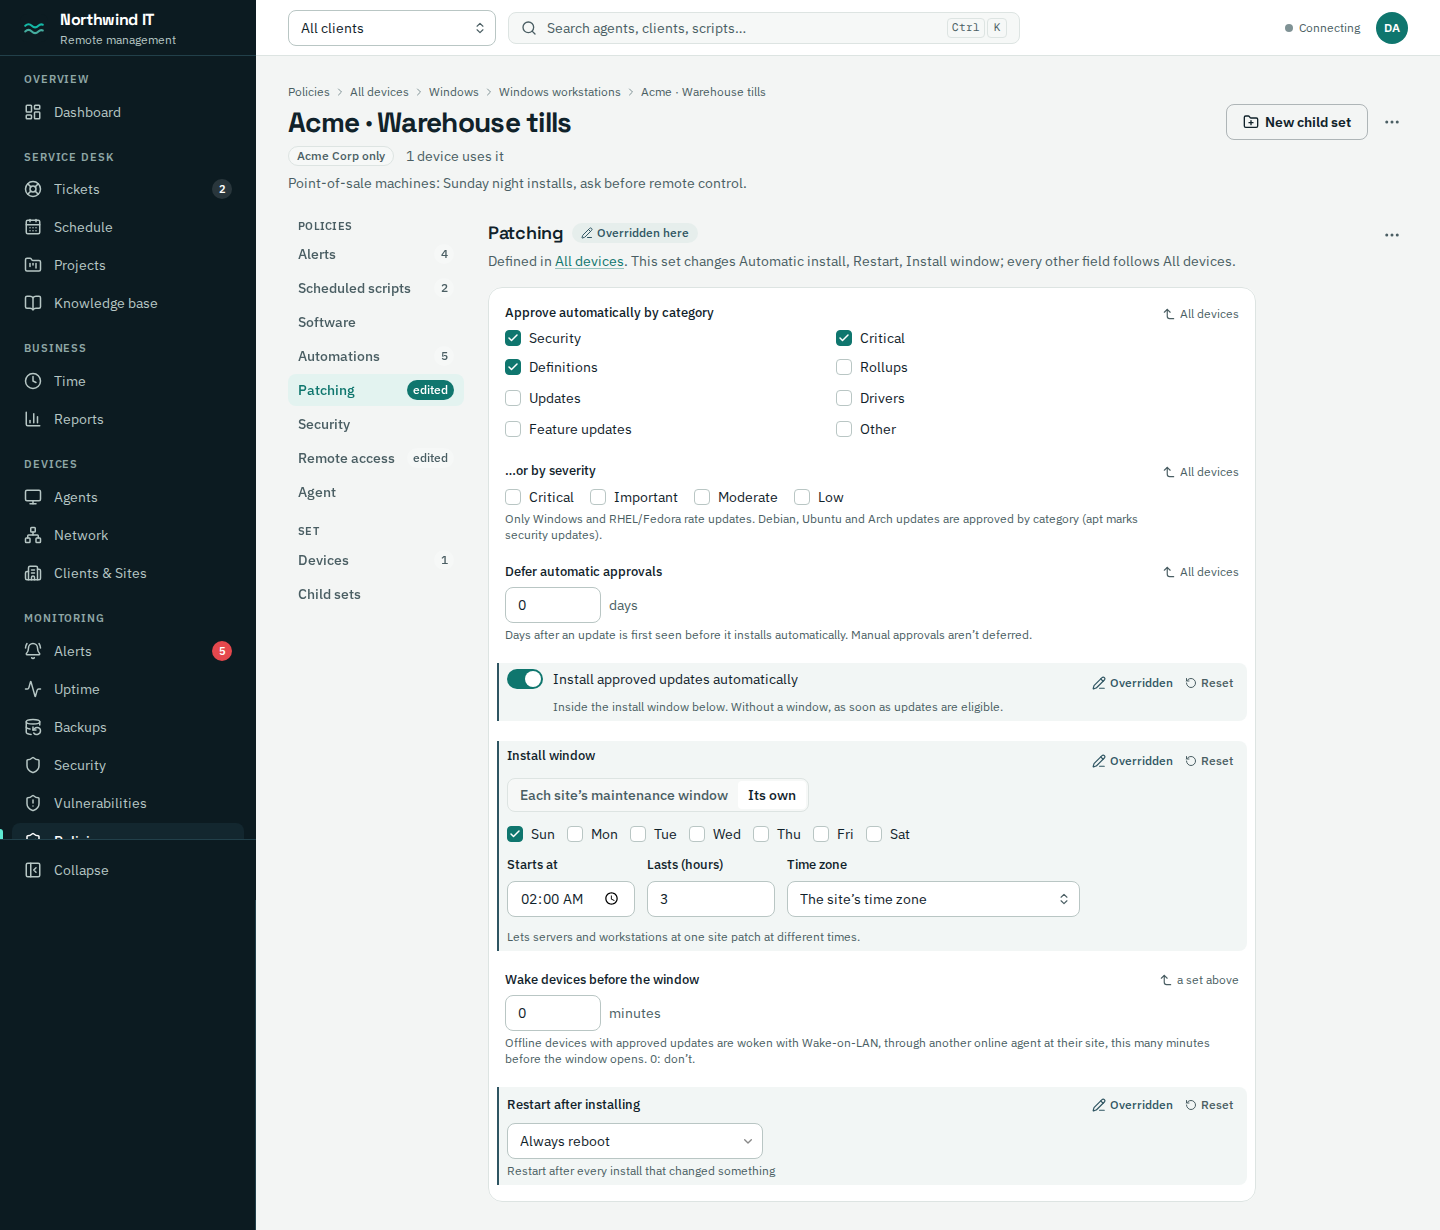 Northwind IT
Remote management
All clients
Search agents, clients, scripts...
Ctrl K
Connecting
DA
OVERVIEW
Dashboard
SERVICE DESK
Tickets 2
Schedule
Projects
Knowledge base
BUSINESS
Time
Reports
DEVICES
Agents
Network
Clients & Sites
MONITORING
Alerts 5
Uptime
Backups
Security
Vulnerabilities
Collapse
Policies > All devices > Windows > Windows workstations > Acme · Warehouse tills
Acme · Warehouse tills
New child set
Acme Corp only 1 device uses it
Point-of-sale machines: Sunday night installs, ask before remote control.
POLICIES
Alerts 4
Scheduled scripts 2
Software
Automations 5
Patching edited
Security
Remote access edited
Agent
SET
Devices 1
Child sets
Patching Overridden here
Defined in All devices. This set changes Automatic install, Restart, Install window; every other field follows All devices.
Approve automatically by category All devices
Security Critical
Definitions Rollups
Updates Drivers
Feature updates Other
...or by severity All devices
Critical Important Moderate Low
Only Windows and RHEL/Fedora rate updates. Debian, Ubuntu and Arch updates are approved by category (apt marks
security updates).
Defer automatic approvals All devices
0 days
Days after an update is first seen before it installs automatically. Manual approvals aren't deferred.
Install approved updates automatically Overridden Reset
Inside the install window below. Without a window, as soon as updates are eligible.
Install window Overridden Reset
Each site's maintenance window Its own
Sun Mon Tue Wed Thu Fri Sat
Starts at Lasts (hours) Time zone
02:00 AM 3 The site's time zone
Lets servers and workstations at one site patch at different times.
Wake devices before the window a set above
0 minutes
Offline devices with approved updates are woken with Wake-on-LAN, through another online agent at their site, this many minutes
before the window opens. 0: don't.
Restart after installing Overridden Reset
Always reboot
Restart after every install that changed something